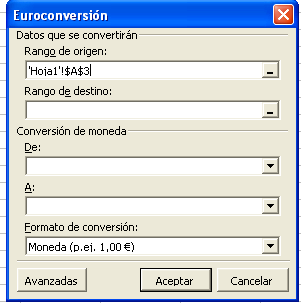 Euroconversión
Datos que se convertirán
Rango de origen:
'Hoja1'!$A$3
Rango de destino:
Conversión de moneda
De:
A:
Formato de conversión:
Moneda (p.ej. 1,00 €)
Avanzadas
Aceptar
Cancelar